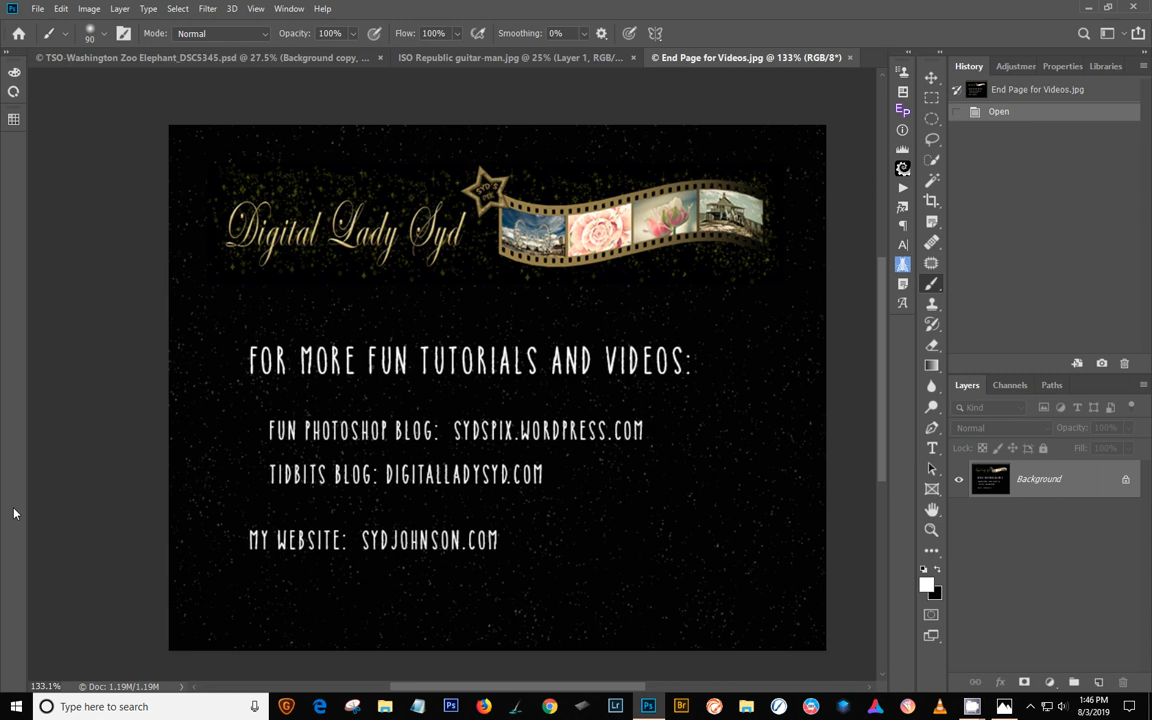 File Edit Image Layer Type Select Filter 3D View Window Help
90 Mode: Normal Opacity: 100% Flow: 100% Smoothing: 0%
© TSO-Washington Zoo Elephant_DSC5345.psd @ 27.5% (Background copy, ...
ISO Republic guitar-man.jpg @ 25% (Layer 1, RGB/...
© End Page for Videos.jpg @ 133% (RGB/8*)
History Adjustmer Properties Libraries
End Page for Videos.jpg
Open
SYD'S PIX
Digital Lady Syd
FOR MORE FUN TUTORIALS AND VIDEOS:
FUN PHOTOSHOP BLOG: SYDSPIX.WORDPRESS.COM
TIDBITS BLOG: DIGITALLADYSYD.COM
MY WEBSITE: SYDJOHNSON.COM
Layers Channels Paths
Kind
Normal Opacity: 100%
Lock: Fill: 100%
Background
133.1% Doc: 1.19M/1.19M
Type here to search
1:46 PM
8/3/2019